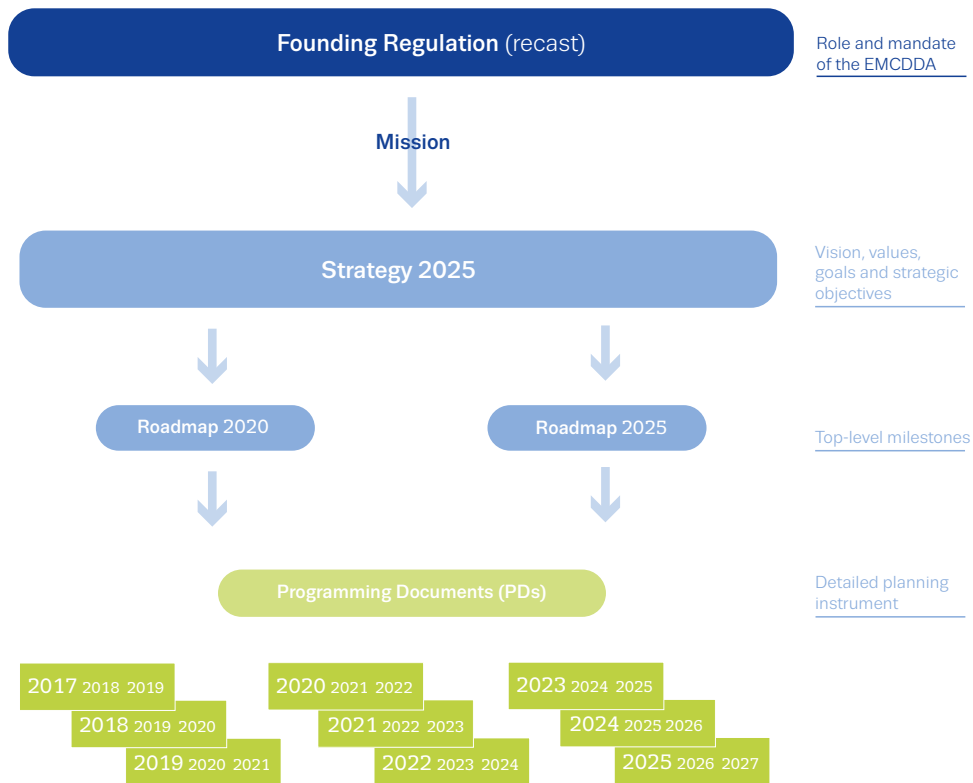 Founding Regulation (recast)
Role and mandate
of the EMCDDA
Mission
Strategy 2025
Vision, values,
goals and strategic
objectives
Roadmap 2020
Roadmap 2025
Top-level milestones
Programming Documents (PDs)
Detailed planning
instrument
2017 2018 2019
2018 2019 2020
2019 2020 2021
2020 2021 2022
2021 2022 2023
2022 2023 2024
2023 2024 2025
2024 2025 2026
2025 2026 2027